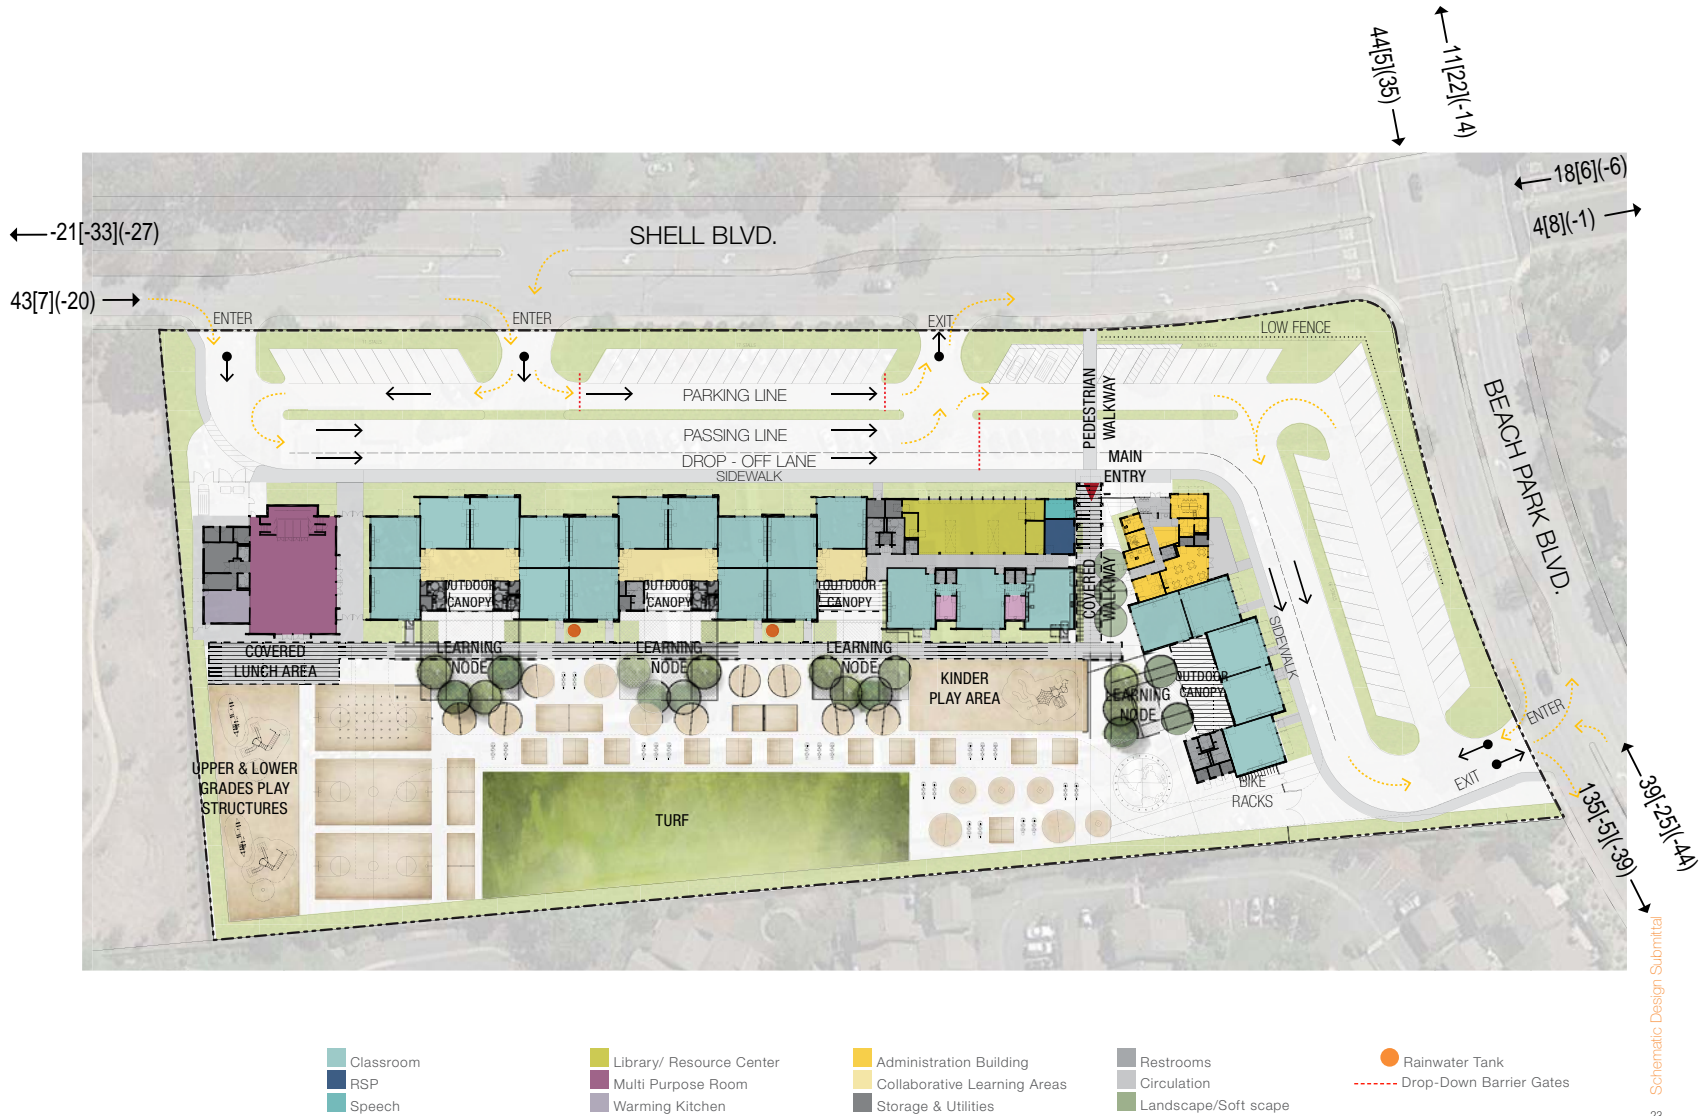 44[5](35)
11[22](-14)
18[6](-6)
4[8](-1)
-21[-33](-27)
SHELL BLVD.
43[7](-20)
ENTER
ENTER
EXIT
LOW FENCE
PARKING LINE
PEDESTRIAN
WALKWAY
PASSING LINE
DROP - OFF LANE
SIDEWALK
MAIN
ENTRY
BEACH PARK BLVD.
OUTDOOR
CANOPY
OUTDOOR
CANOPY
OUTDOOR
CANOPY
COVERED
WALKWAY
SIDEWALK
COVERED
LUNCH AREA
LEARNING
NODE
LEARNING
NODE
LEARNING
NODE
KINDER
PLAY AREA
OUTDOOR
CANOPY
LEARNING
NODE
ENTER
EXIT
UPPER & LOWER
GRADES PLAY
STRUCTURES
TURF
BIKE
RACKS
135[-5](-39)
39[-25](-44)
Schematic Design Submittal
23
Classroom
RSP
Speech
Library/ Resource Center
Multi Purpose Room
Warming Kitchen
Administration Building
Collaborative Learning Areas
Storage & Utilities
Restrooms
Circulation
Landscape/Soft scape
Rainwater Tank
Drop-Down Barrier Gates